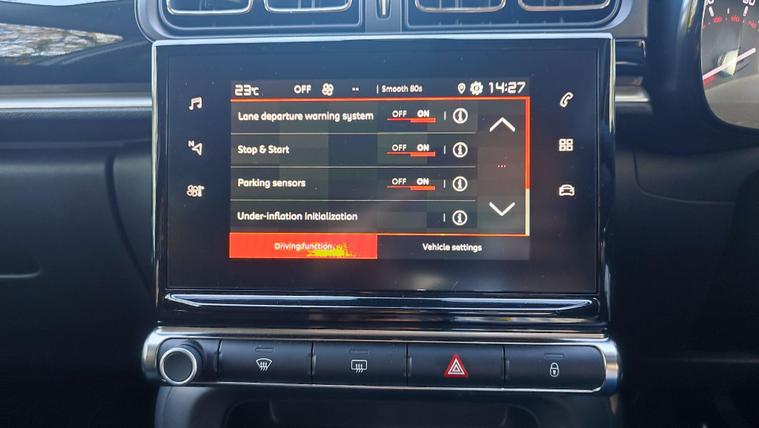 23°C OFF -- | Smooth 80s 14:27
Lane departure warning system OFF ON
Stop & Start OFF ON
Parking sensors OFF ON
Under-inflation initialization
Drivingfunction Vehicle settings
N